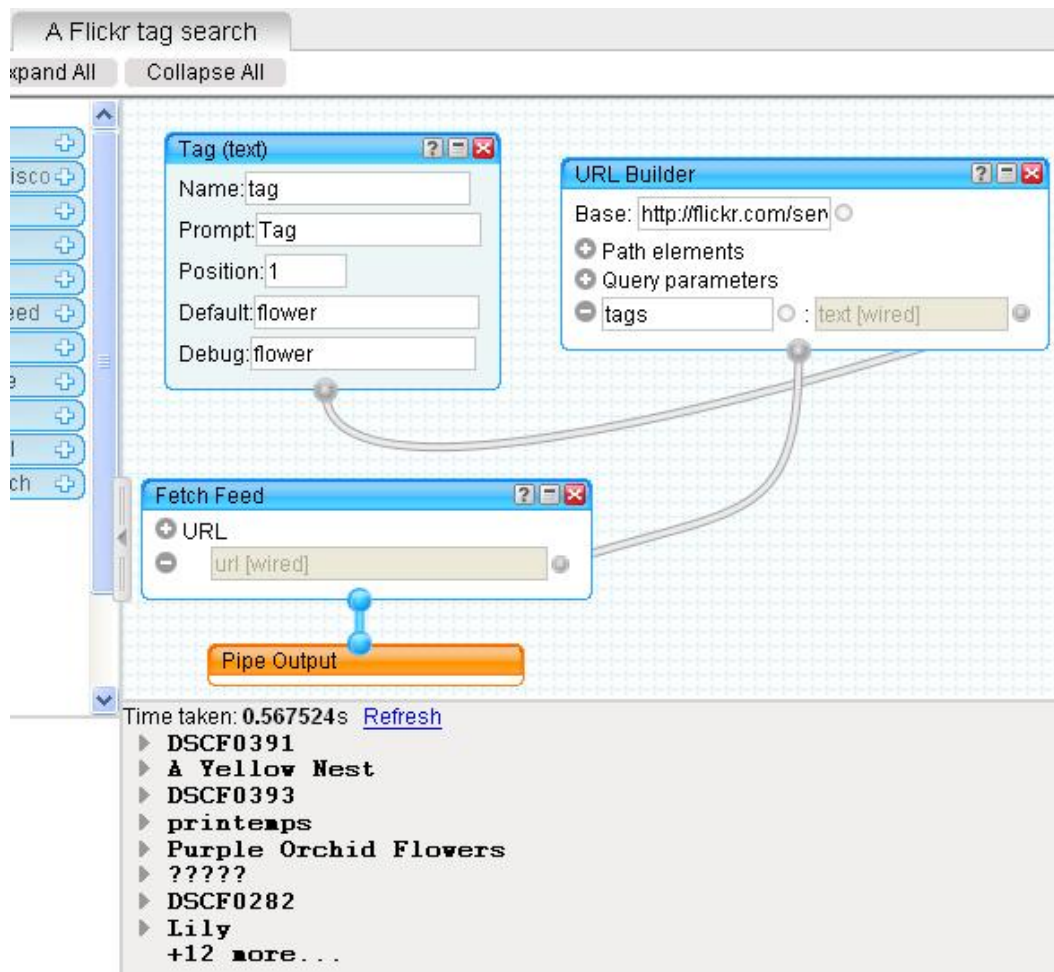 A Flickr tag search
xpand All Collapse All
isco
eed
e
l
ch
Tag (text)
Name: tag
Prompt: Tag
Position: 1
Default: flower
Debug: flower
URL Builder
Base: http://flickr.com/ser
Path elements
Query parameters
tags : text [wired]
Fetch Feed
URL
url [wired]
Pipe Output
Time taken: 0.567524s Refresh
DSCF0391
A Yellow Nest
DSCF0393
printemps
Purple Orchid Flowers
?????
DSCF0282
Lily
+12 more...